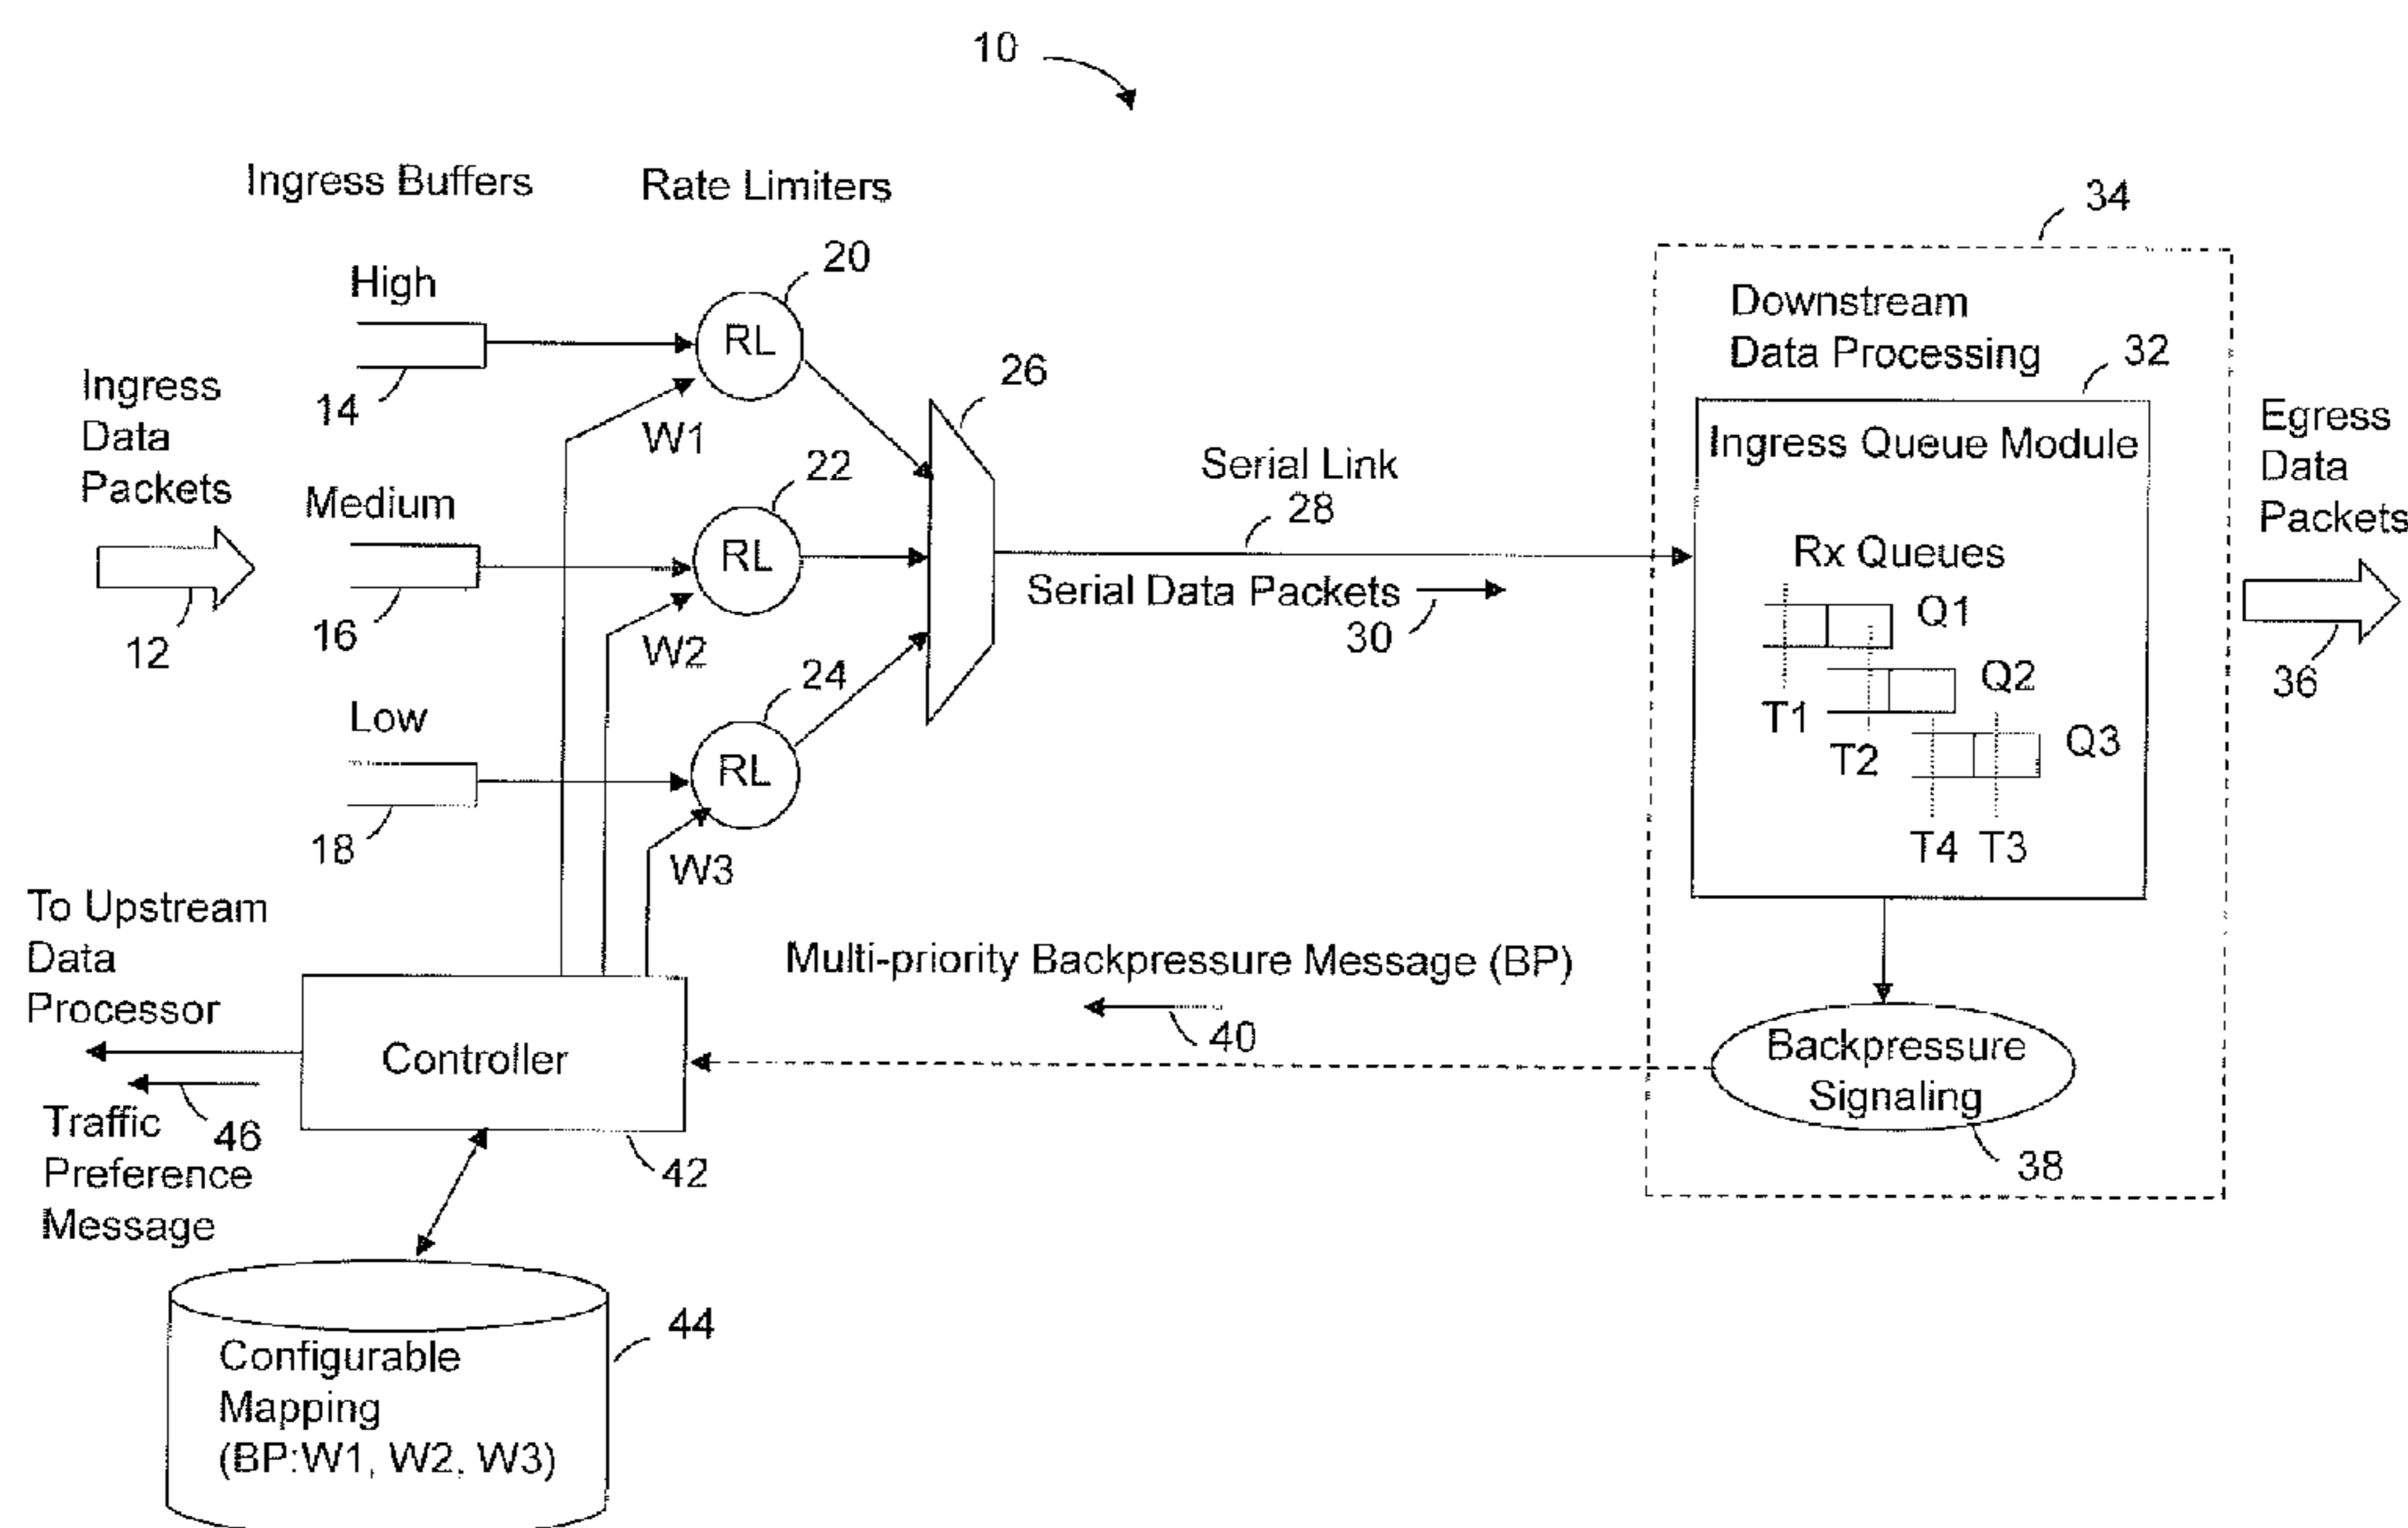 10
Ingress Buffers
Rate Limiters
34
High
20
RL
14
W1
Ingress
Data
Packets
12
26
Downstream
Data Processing
32
Ingress Queue Module
Medium
22
RL
16
W2
Serial Link
28
Serial Data Packets
30
Rx Queues
Q1
Q2
Q3
T1
T2
T4 T3
Egress
Data
Packets
36
Low
24
RL
18
W3
To Upstream
Data
Processor
Multi-priority Backpressure Message (BP)
40
Controller
42
Backpressure
Signaling
38
Traffic
Preference
Message
46
44
Configurable
Mapping
(BP:W1, W2, W3)